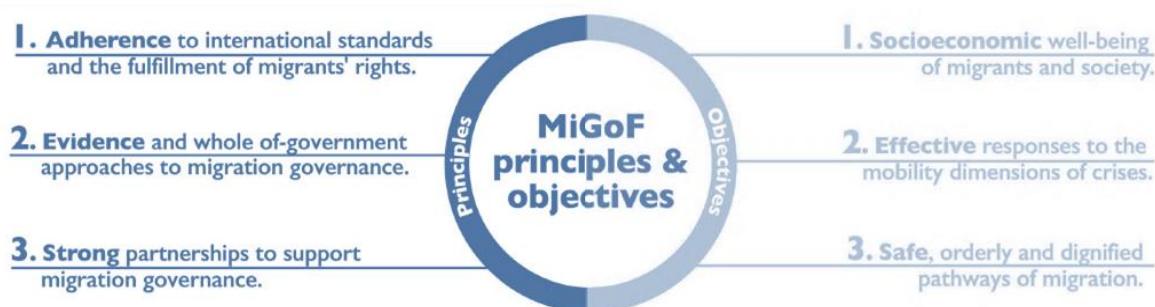 1. Adherence to international standards
and the fulfillment of migrants' rights.
2. Evidence and whole of-government
approaches to migration governance.
3. Strong partnerships to support
migration governance.
Principles
MiGoF
principles &
objectives
Objectives
1. Socioeconomic well-being
of migrants and society.
2. Effective responses to the
mobility dimensions of crises.
3. Safe, orderly and dignified
pathways of migration.